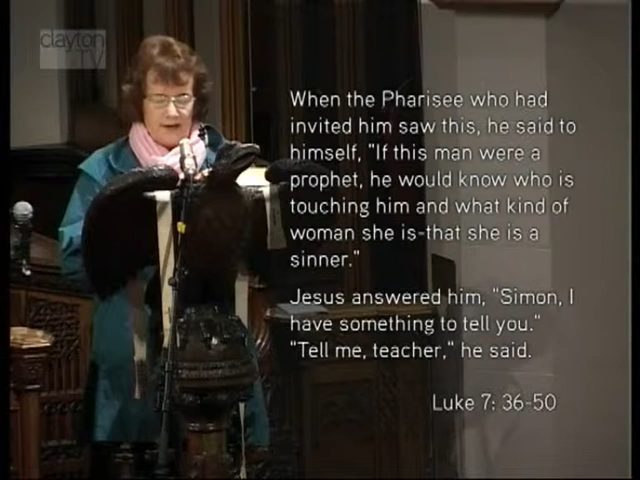 clayton
TV
When the Pharisee who had
invited him saw this, he said to
himself, "If this man were a
prophet, he would know who is
touching him and what kind of
woman she is-that she is a
sinner."
Jesus answered him, "Simon, I
have something to tell you."
"Tell me, teacher," he said.
Luke 7: 36-50